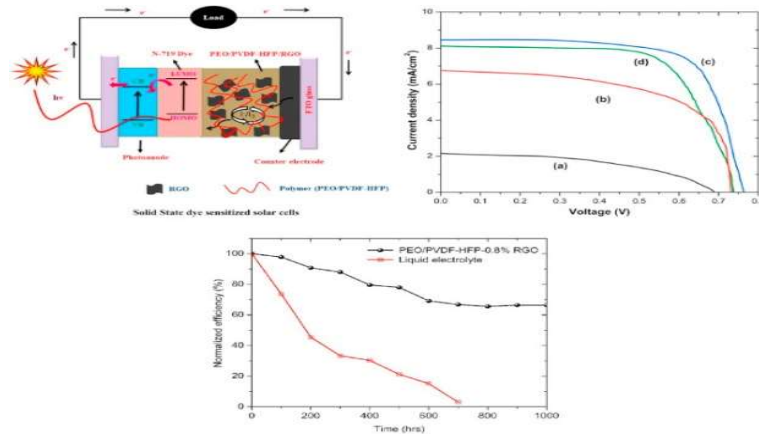 e⁻
e⁻
Load
N-719 Dye
PEO/PVDF-HFP/RGO
LUMO
HOMO
hν
FTO glass
Photoanode
Counter electrode
RGO
Polymer (PEO/PVDF-HFP)
Solid State dye sensitized solar cells
Current density (mA/cm²)
10
8
6
4
2
0
(a)
(b)
(c)
(d)
0.0 0.1 0.2 0.3 0.4 0.5 0.6 0.7 0.8
Voltage (V)
Normalized efficiency (%)
100
80
60
40
20
0
PEO/PVDF-HFP-0.8% RGO
Liquid electrolyte
0 200 400 600 800 1000
Time (hrs)